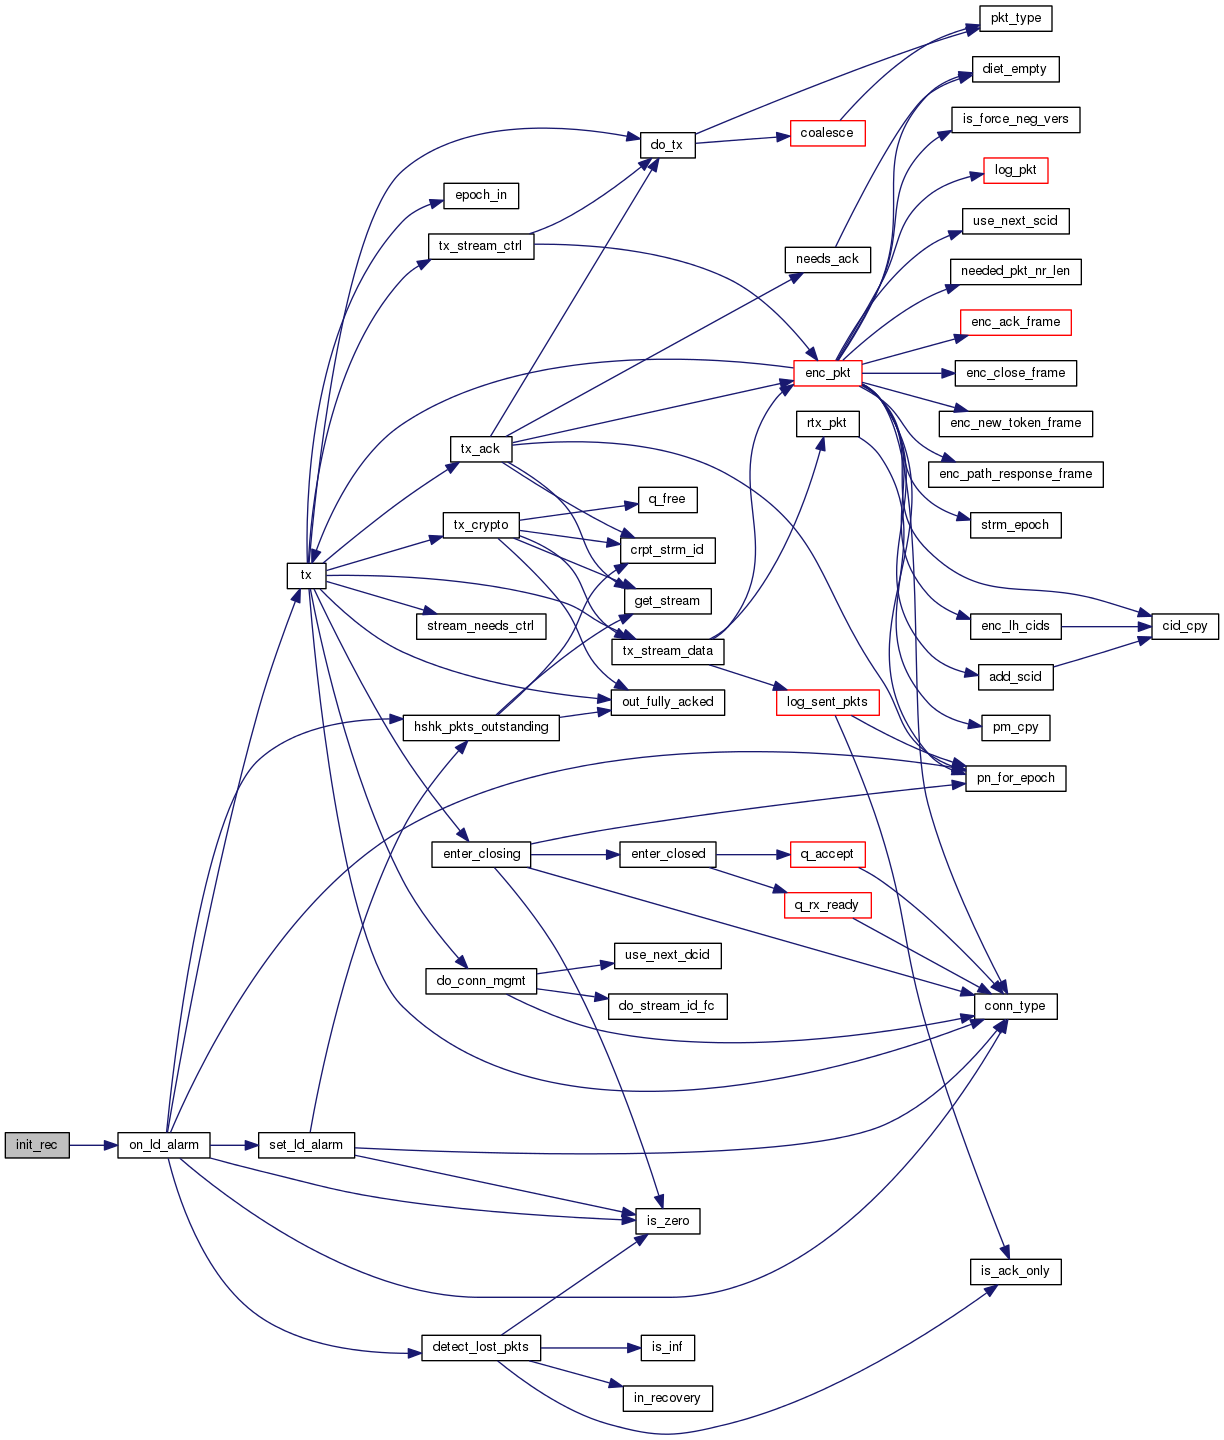 pkt_type
diet_empty
is_force_neg_vers
coalesce
do_tx
log_pkt
epoch_in
use_next_scid
tx_stream_ctrl
needs_ack
needed_pkt_nr_len
enc_ack_frame
enc_pkt
enc_close_frame
rtx_pkt
enc_new_token_frame
tx_ack
enc_path_response_frame
q_free
tx_crypto
strm_epoch
crpt_strm_id
tx
get_stream
stream_needs_ctrl
enc_lh_cids
cid_cpy
tx_stream_data
add_scid
log_sent_pkts
out_fully_acked
hshk_pkts_outstanding
pm_cpy
pn_for_epoch
enter_closing
enter_closed
q_accept
q_rx_ready
use_next_dcid
do_conn_mgmt
do_stream_id_fc
conn_type
init_rec
on_ld_alarm
set_ld_alarm
is_zero
is_ack_only
detect_lost_pkts
is_inf
in_recovery